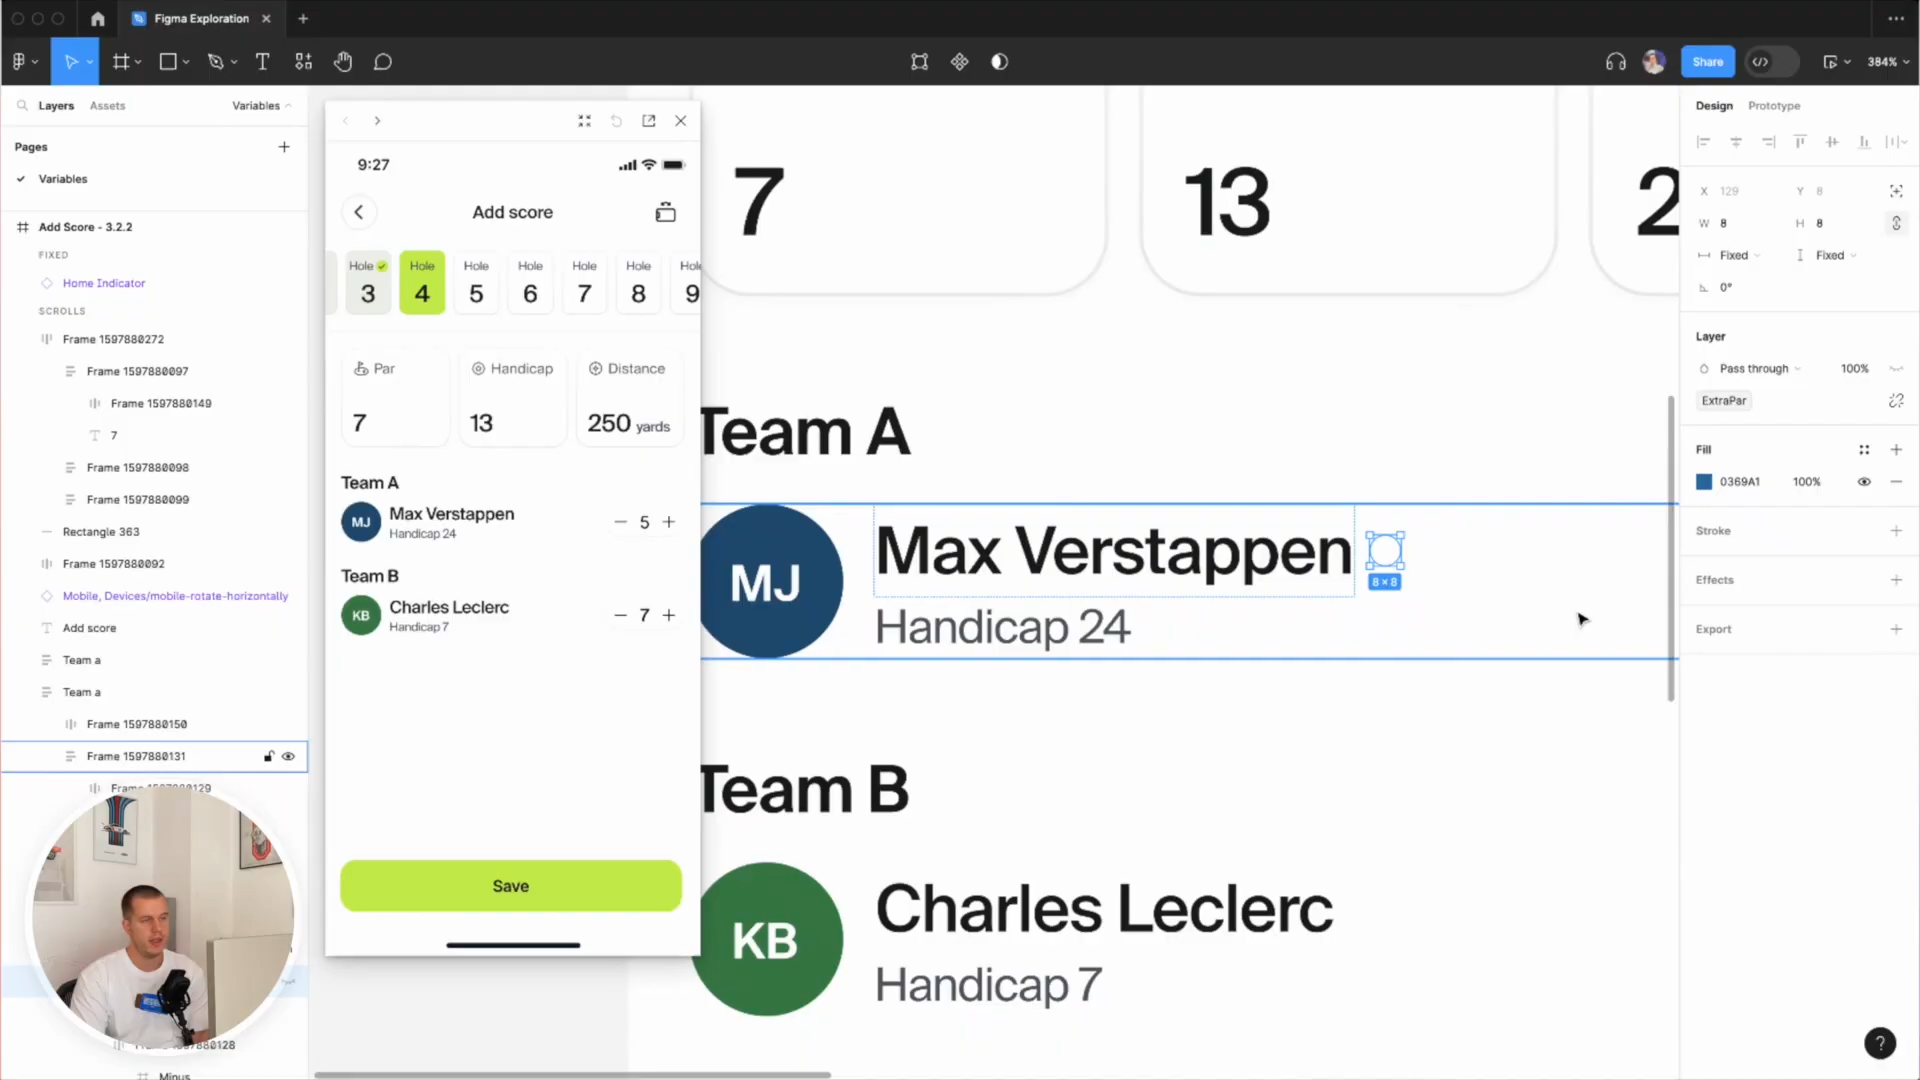 Figma Exploration
Share
384%
Layers
Assets
Variables
Pages
Variables
Add Score - 3.2.2
FIXED
Home Indicator
SCROLLS
Frame 1597880272
Frame 1597880097
Frame 1597880149
7
Frame 1597880098
Frame 1597880099
Rectangle 363
Frame 1597880092
Mobile, Devices/mobile-rotate-horizontally
Add score
Team a
Team a
Frame 1597880150
Frame 1597880131
Frame 1597880129
Minus
9:27
Add score
Hole
3
Hole
4
Hole
5
Hole
6
Hole
7
Hole
8
9
Par
7
Handicap
13
Distance
250 yards
Team A
MJ
Max Verstappen
Handicap 24
5
Team B
KB
Charles Leclerc
Handicap 7
7
Save
7
13
2
Team A
MJ
Max Verstappen
Handicap 24
8 × 8
Team B
KB
Charles Leclerc
Handicap 7
Design
Prototype
X 129
Y 8
W 8
H 8
Fixed
Fixed
0°
Layer
Pass through
100%
ExtraPar
Fill
0369A1
100%
Stroke
Effects
Export
?